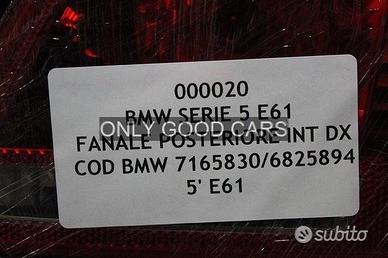 000020
BMW SERIE 5 E61
ONLY GOOD CARS
FANALE POSTERIORE INT DX
COD BMW 7165830/6825894
5' E61
subito